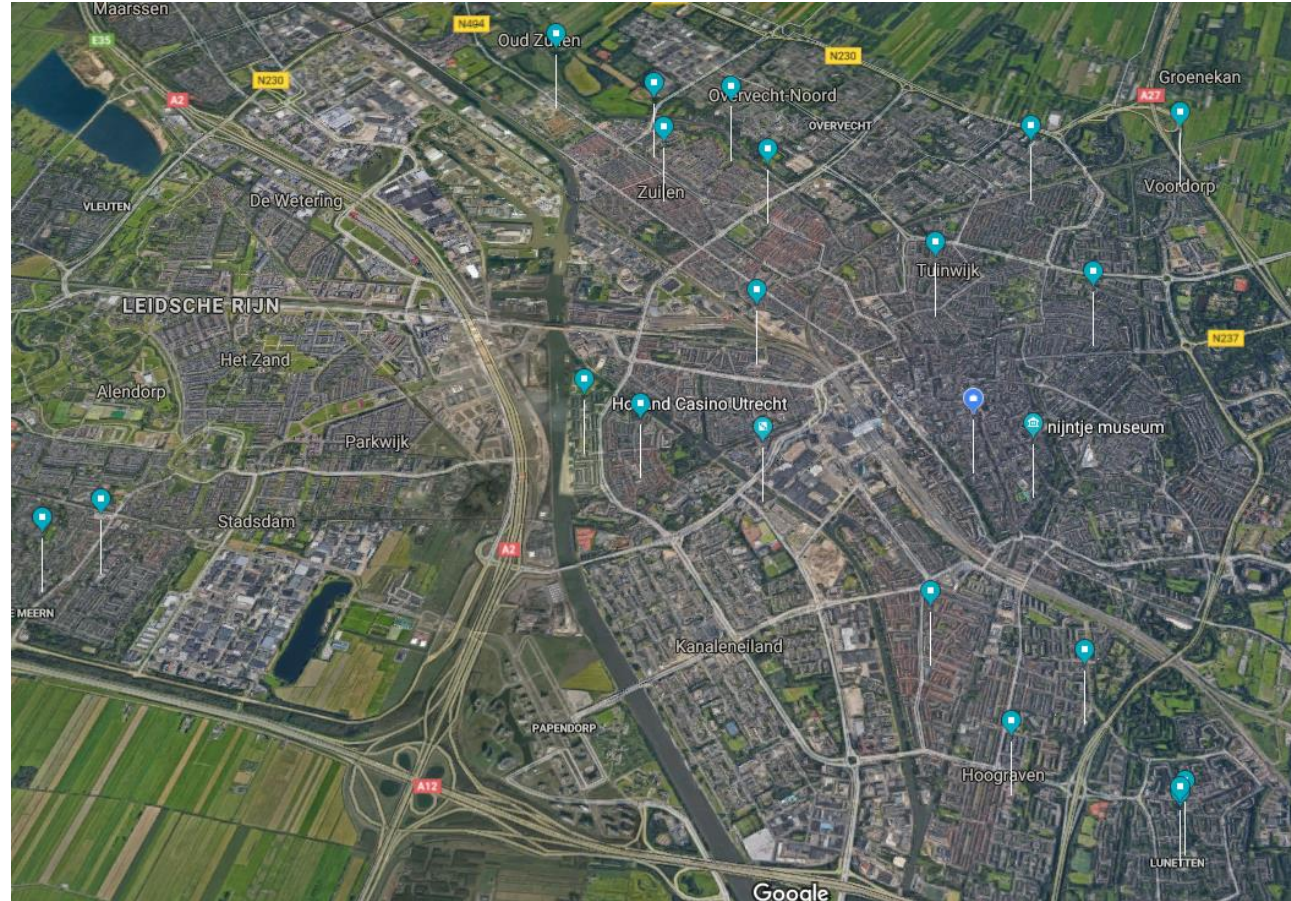 Maarssen
N494
E35
Oud Zuilen
N230
N230
Groenekan
A2
A27
Overvecht-Noord
OVERVECHT
Zuilen
Voordorp
VLEUTEN
De Wetering
Tuinwijk
LEIDSCHE RIJN
N237
Het Zand
Alendorp
Holland Casino Utrecht
nijntje museum
Parkwijk
Stadsdam
A2
E MEERN
Kanaleneiland
PAPENDORP
Hoograven
A12
LUNETTEN
Google